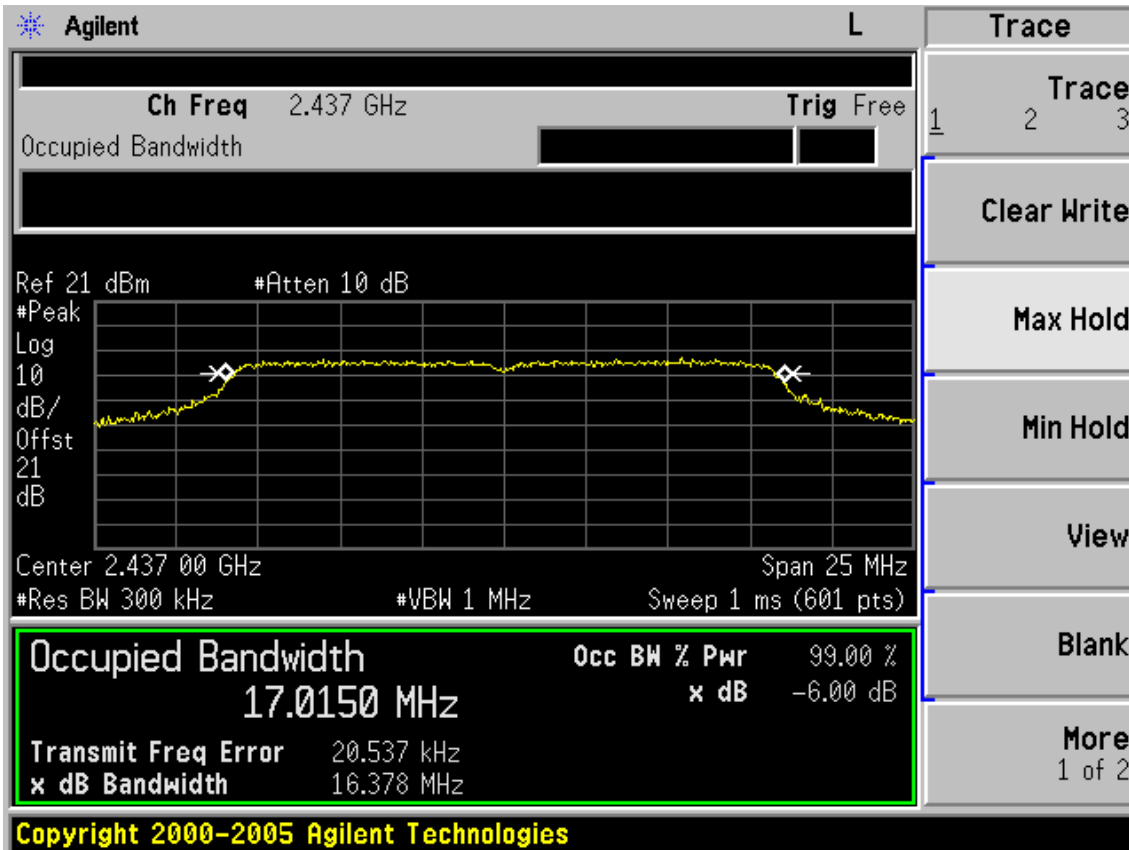 Agilent L Trace
Ch Freq 2.437 GHz Trig Free
Occupied Bandwidth
Trace
1 2 3
Clear Write
Max Hold
Min Hold
View
Blank
More
1 of 2
Ref 21 dBm #Atten 10 dB
#Peak
Log
10
dB/
Offst
21
dB
Center 2.437 00 GHz Span 25 MHz
#Res BW 300 kHz #VBW 1 MHz Sweep 1 ms (601 pts)
Occupied Bandwidth Occ BW % Pwr 99.00 %
17.0150 MHz x dB -6.00 dB
Transmit Freq Error 20.537 kHz
x dB Bandwidth 16.378 MHz
Copyright 2000-2005 Agilent Technologies